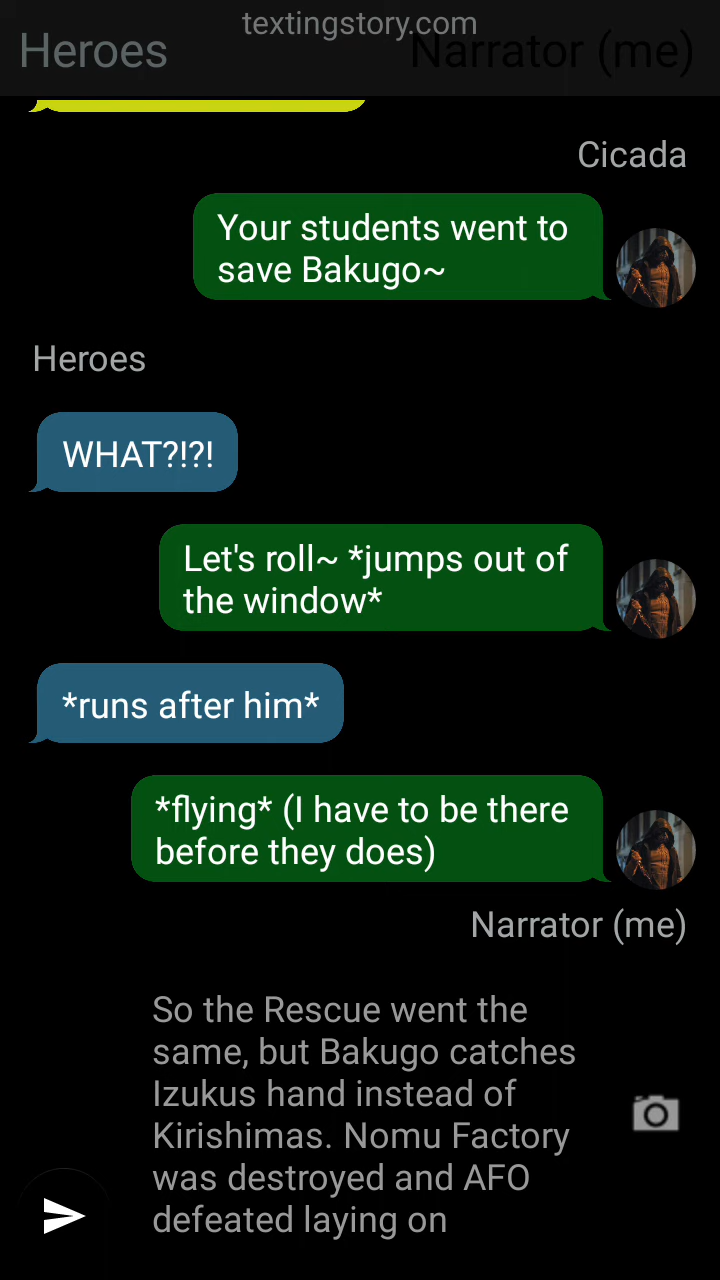 textingstory.com
Heroes
Narrator (me)
Cicada
Your students went to
save Bakugo~
Heroes
WHAT?!?!
Let's roll~ *jumps out of
the window*
*runs after him*
*flying* (I have to be there
before they does)
Narrator (me)
So the Rescue went the
same, but Bakugo catches
Izukus hand instead of
Kirishimas. Nomu Factory
was destroyed and AFO
defeated laying on